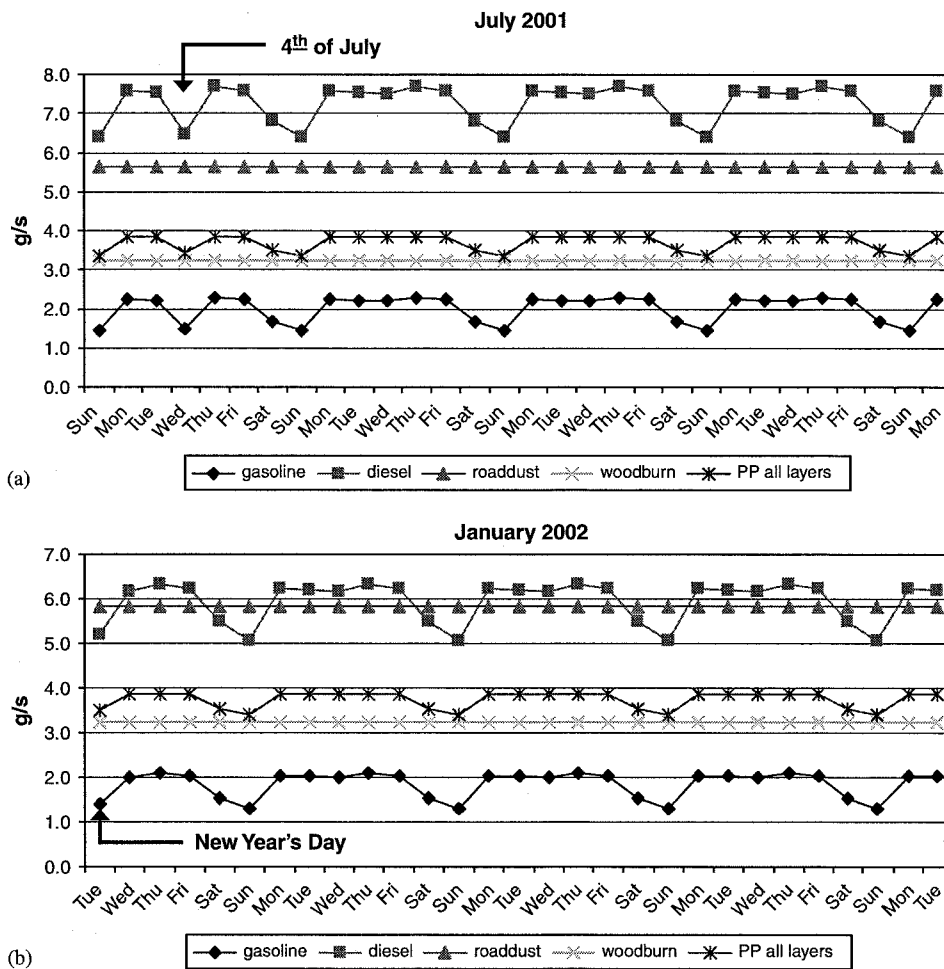 July 2001
4th of July
8.0
7.0
6.0
5.0
4.0
3.0
2.0
1.0
0.0
g/s
Sun Mon Tue Wed Thu Fri Sat Sun Mon Tue Wed Thu Fri Sat Sun Mon Tue Wed Thu Fri Sat Sun Mon Tue Wed Thu Fri Sat Sun Mon
gasoline diesel roaddust woodburn PP all layers
(a)
January 2002
7.0
6.0
5.0
4.0
3.0
2.0
1.0
0.0
g/s
New Year's Day
Tue Wed Thu Fri Sat Sun Mon Tue Wed Thu Fri Sat Sun Mon Tue Wed Thu Fri Sat Sun Mon Tue Wed Thu Fri Sat Sun Mon Tue
gasoline diesel roaddust woodburn PP all layers
(b)